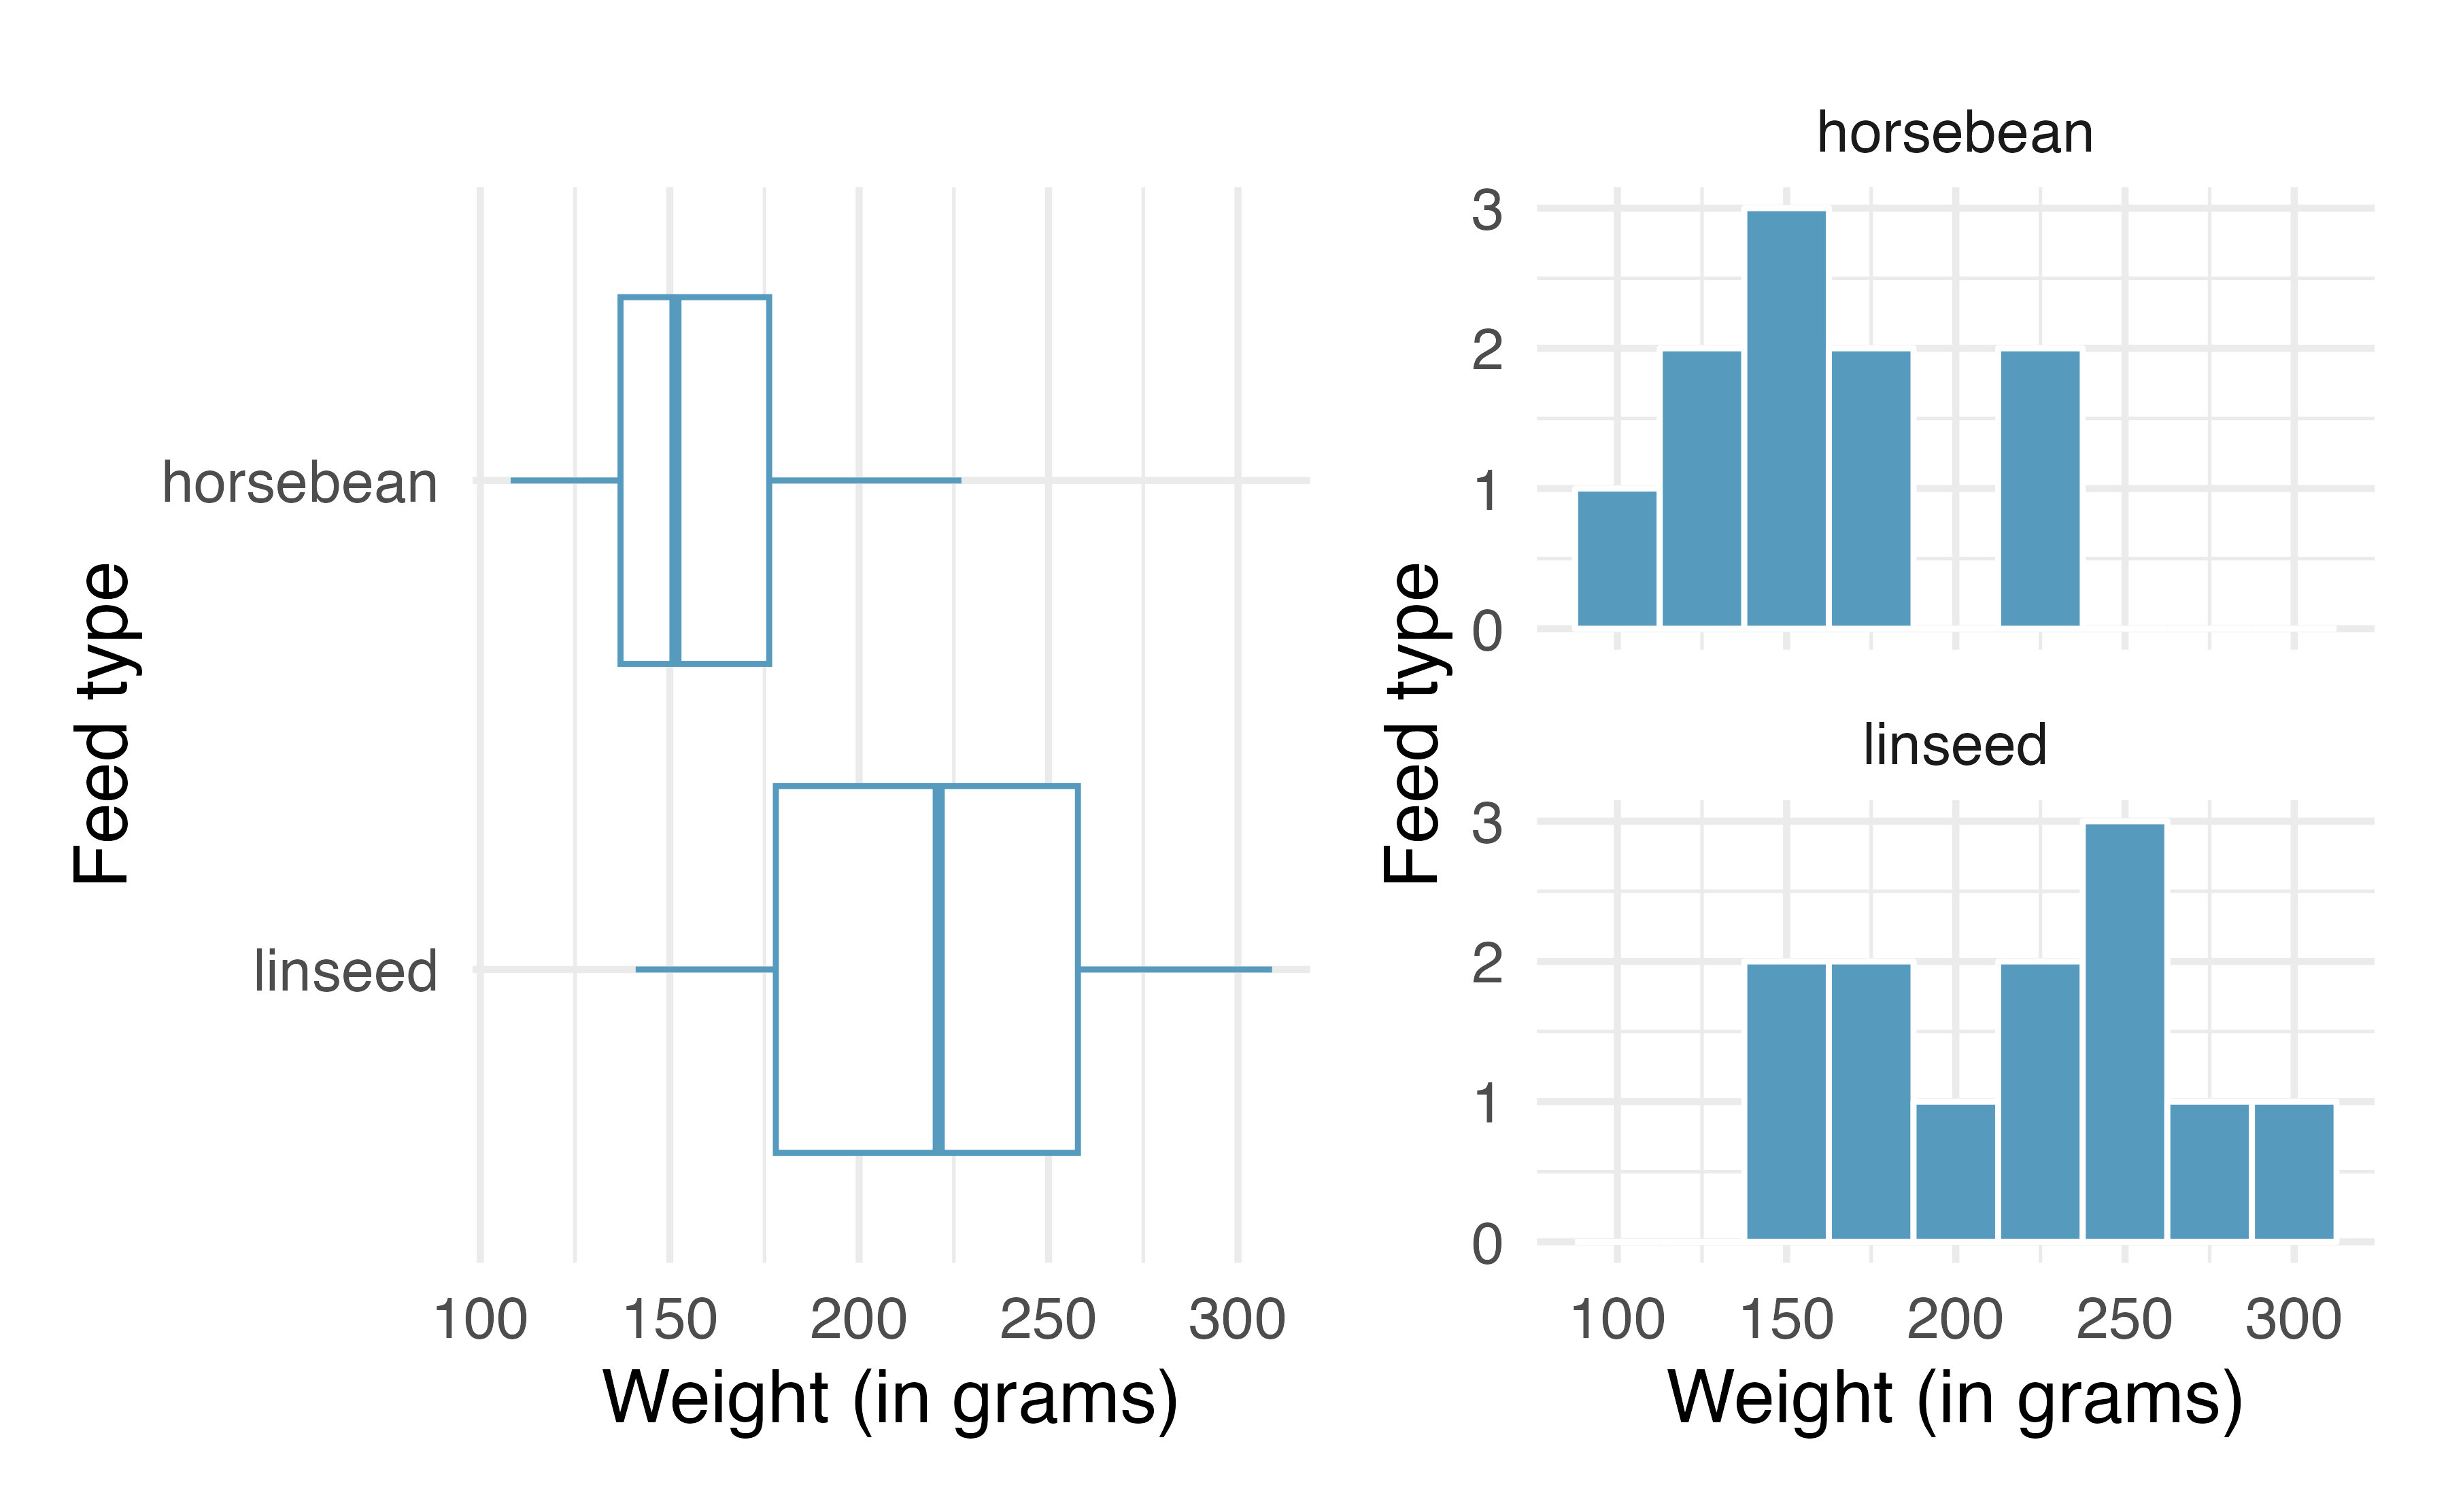 Feed type
horsebean
linseed
100 150 200 250 300
Weight (in grams)
Feed type
horsebean
3
2
1
0
linseed
3
2
1
0
100 150 200 250 300
Weight (in grams)